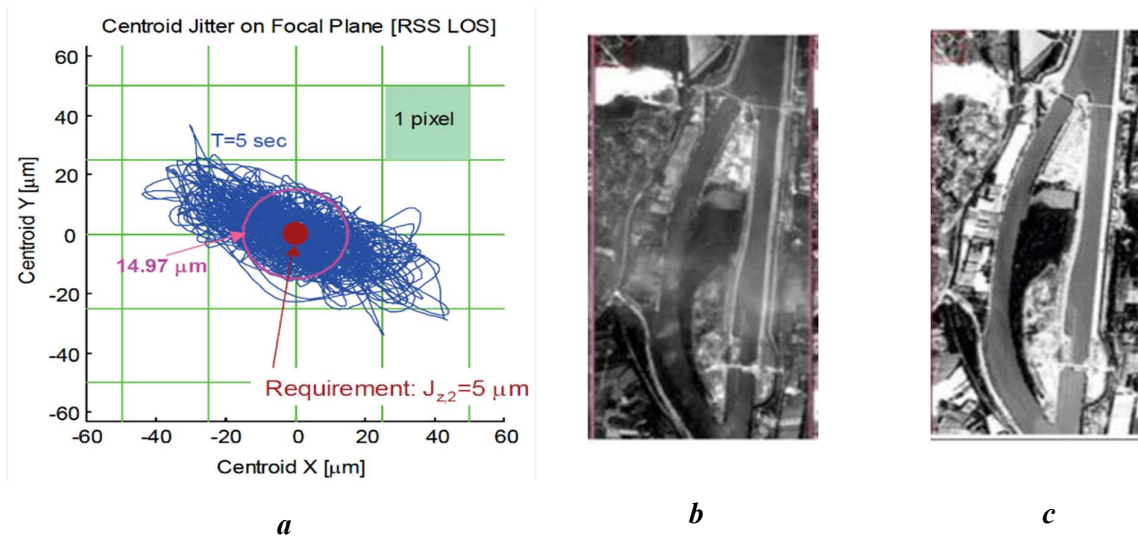 Centroid Jitter on Focal Plane [RSS LOS]
60
40
20
0
-20
-40
-60
Centroid Y [μm]
T=5 sec
1 pixel
14.97 μm
Requirement: J_z,2=5 μm
-60
-40
-20
0
20
40
60
Centroid X [μm]
a
b
c